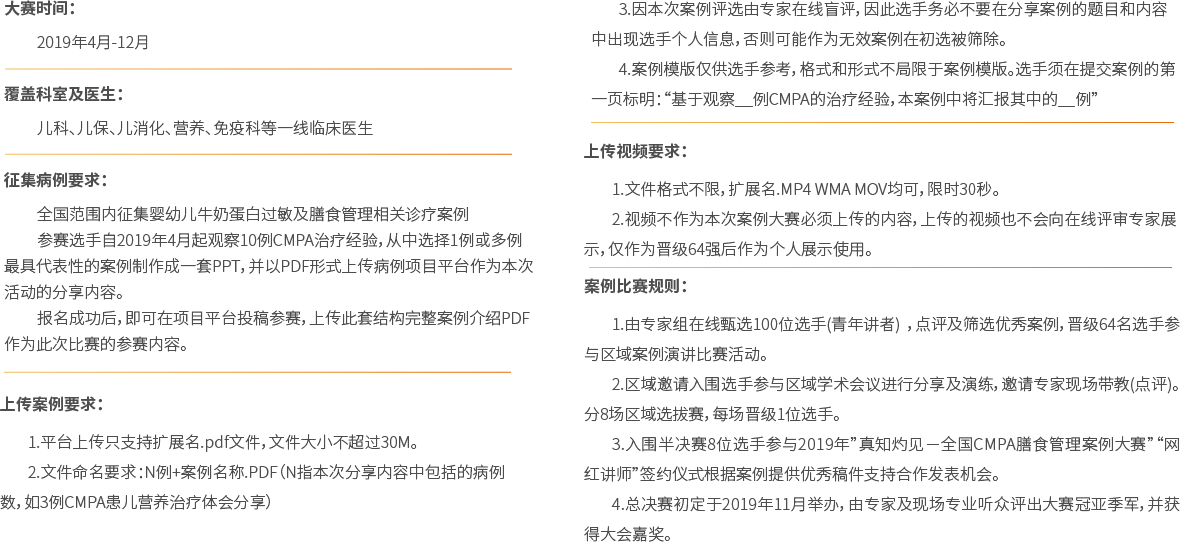 大赛时间：
2019年4月-12月
覆盖科室及医生：
儿科、儿保、儿消化、营养、免疫科等一线临床医生
征集病例要求：
全国范围内征集婴幼儿牛奶蛋白过敏及膳食管理相关诊疗案例
参赛选手自2019年4月起观察10例CMPA治疗经验，从中选择1例或多例
最具代表性的案例制作成一套PPT，并以PDF形式上传病例项目平台作为本次
活动的分享内容。
报名成功后，即可在项目平台投稿参赛，上传此套结构完整案例介绍PDF
作为此次比赛的参赛内容。
上传案例要求：
1.平台上传只支持扩展名.pdf文件，文件大小不超过30M。
2.文件命名要求：N例+案例名称.PDF（N指本次分享内容中包括的病例
数，如3例CMPA患儿营养治疗体会分享）
3.因本次案例评选由专家在线盲评，因此选手务必不要在分享案例的题目和内容
中出现选手个人信息，否则可能作为无效案例在初选被筛除。
4.案例模版仅供选手参考，格式和形式不局限于案例模版。选手须在提交案例的第
一页标明：“基于观察__例CMPA的治疗经验，本案例中将汇报其中的__例”
上传视频要求：
1.文件格式不限，扩展名.MP4 WMA MOV均可，限时30秒。
2.视频不作为本次案例大赛必须上传的内容，上传的视频也不会向在线评审专家展
示，仅作为晋级64强后作为个人展示使用。
案例比赛规则：
1.由专家组在线甄选100位选手(青年讲者) ，点评及筛选优秀案例，晋级64名选手参
与区域案例演讲比赛活动。
2.区域邀请入围选手参与区域学术会议进行分享及演练，邀请专家现场带教(点评)。
分8场区域选拔赛，每场晋级1位选手。
3.入围半决赛8位选手参与2019年”真知灼见－全国CMPA膳食管理案例大赛” “网
红讲师”签约仪式根据案例提供优秀稿件支持合作发表机会。
4.总决赛初定于2019年11月举办，由专家及现场专业听众评出大赛冠亚季军，并获
得大会嘉奖。